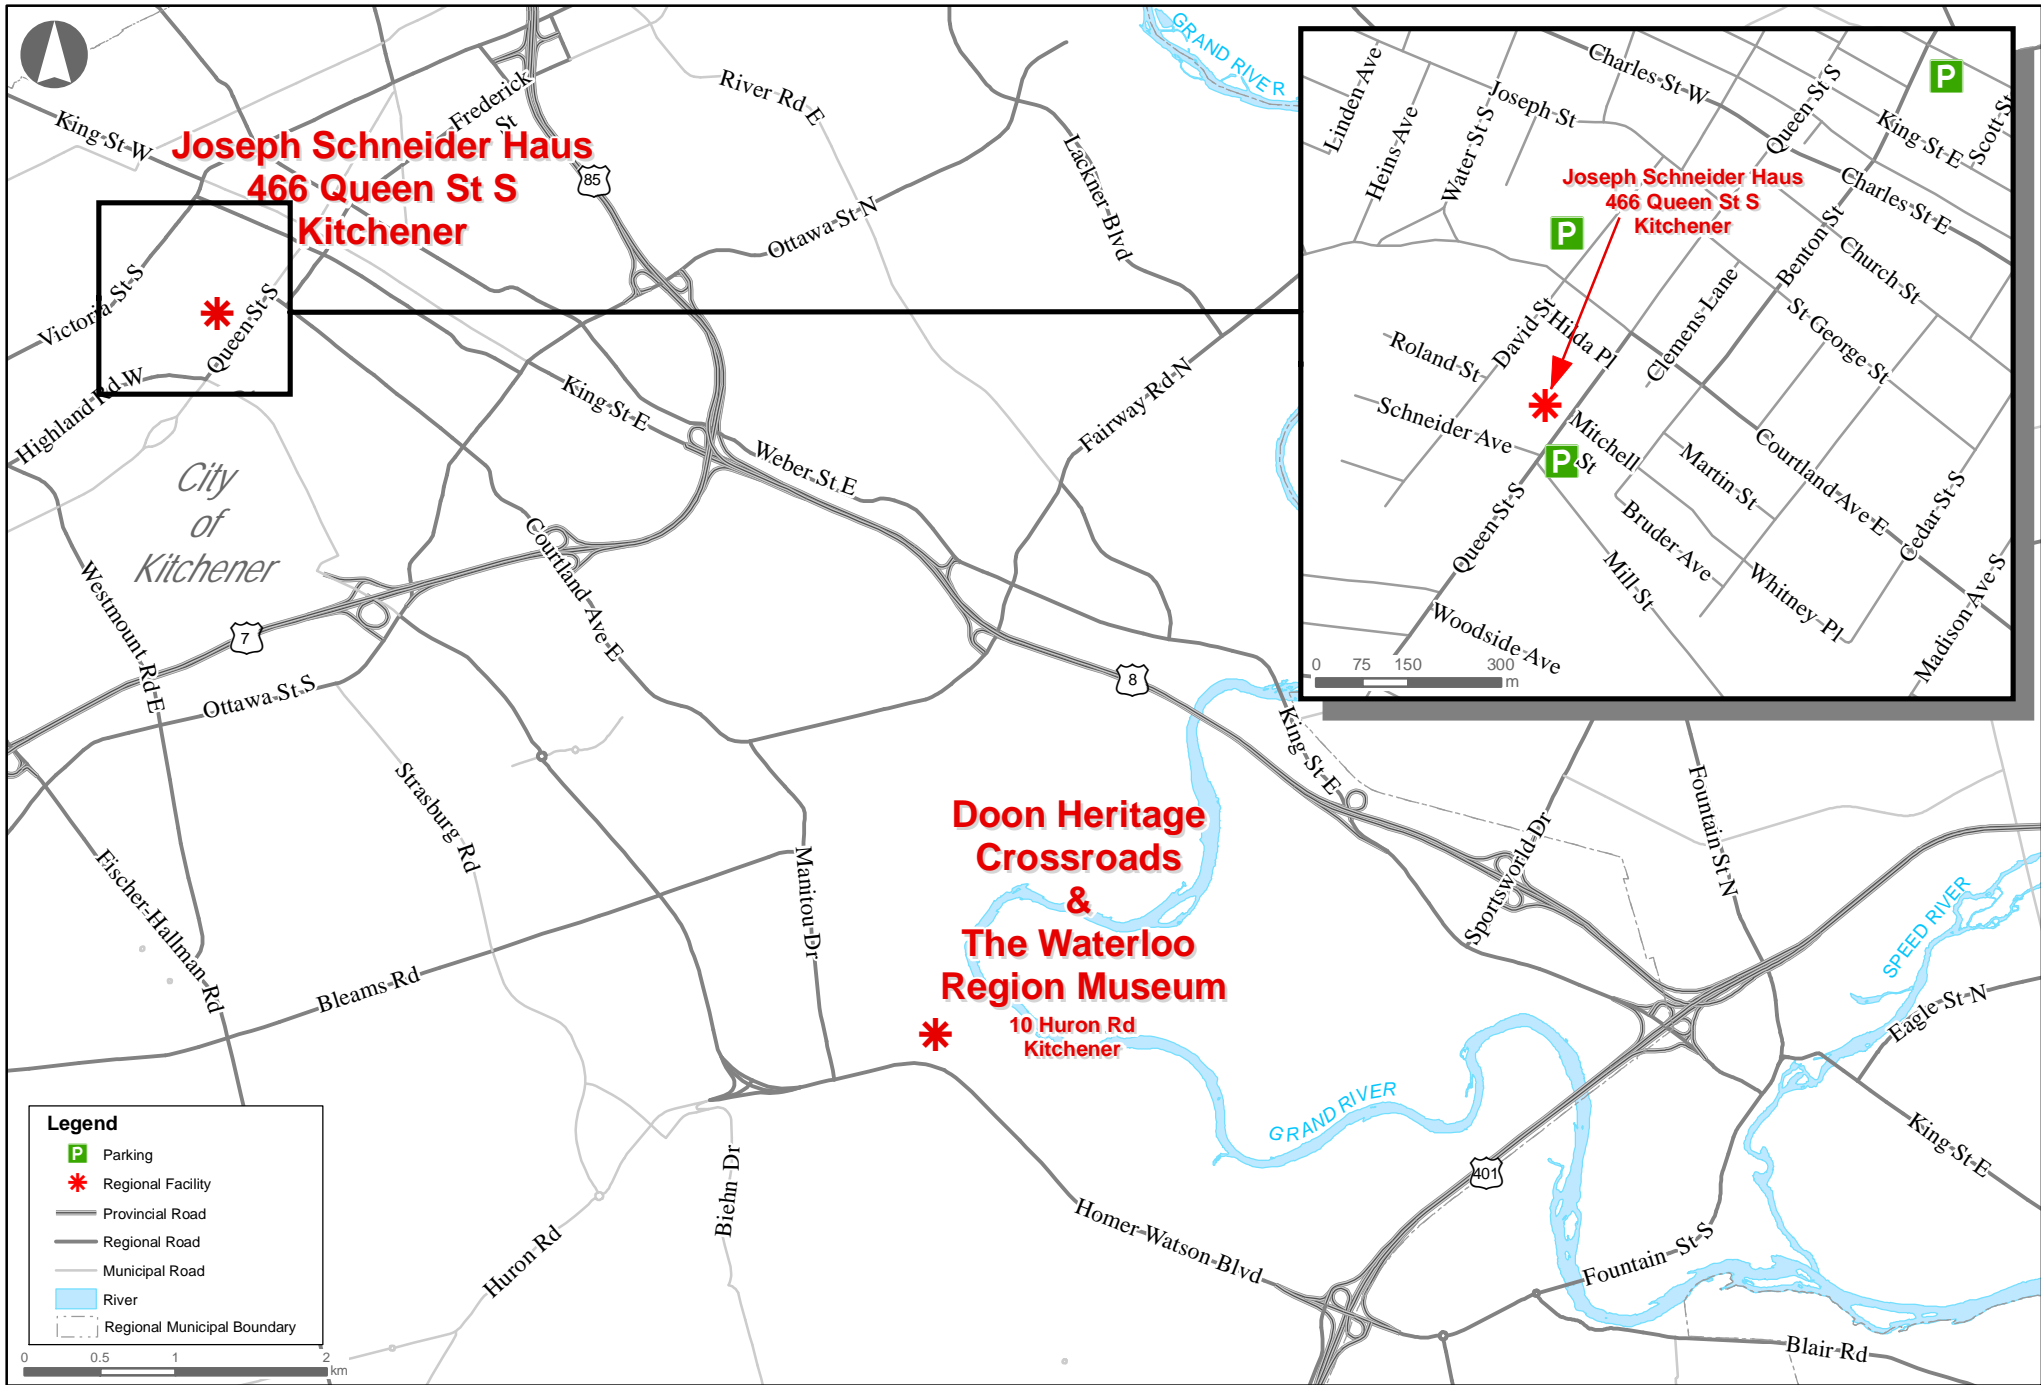 GRAND RIVER
King St W
Frederick
St
River Rd E
Lackner Blvd
Joseph Schneider Haus
466 Queen St S
Kitchener
85
Ottawa St N
Victoria St S
Queen St S
Highland Rd W
King St E
Weber St E
Fairway Rd N
City
of
Kitchener
Courtland Ave E
Westmount Rd E
7
8
Ottawa St S
Strasburg Rd
King St E
Sportsworld Dr
Fountain St N
Fischer-Hallman Rd
Manitou Dr
Bleams Rd
Doon Heritage
Crossroads
&
The Waterloo
Region Museum
10 Huron Rd
Kitchener
SPEED RIVER
Eagle St N
GRAND RIVER
King St E
401
Biehn Dr
Huron Rd
Homer Watson Blvd
Fountain St S
Blair Rd
Linden Ave
Heins Ave
Water St S
Joseph St
Charles St W
Queen St S
P
King St E
Scott St
Joseph Schneider Haus
466 Queen St S
Kitchener
Charles St E
P
Benton St
Church St
Clemens Lane
St George St
David St
Hilda Pl
Roland St
Schneider Ave
Mitchell
St
P
Martin St
Courtland Ave E
Cedar St S
Queen St S
Bruder Ave
Mill St
Whitney Pl
Madison Ave S
Woodside Ave
0 75 150 300
m
Legend
P Parking
Regional Facility
Provincial Road
Regional Road
Municipal Road
River
Regional Municipal Boundary
0 0.5 1 2
km